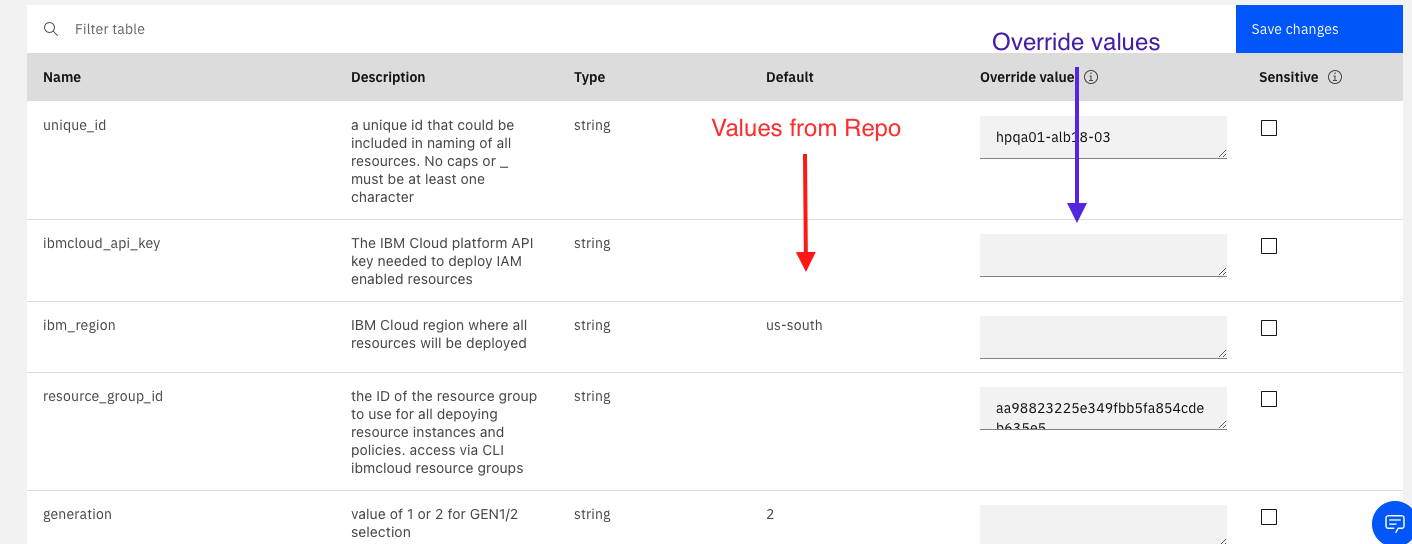 Filter table
Save changes
Override values
Name Description Type Default Override value Sensitive
Values from Repo
unique_id a unique id that could be string hpqa01-alb18-03
included in naming of all
resources. No caps or _
must be at least one
character
ibmcloud_api_key The IBM Cloud platform API string
key needed to deploy IAM
enabled resources
ibm_region IBM Cloud region where all string us-south
resources will be deployed
resource_group_id the ID of the resource group string aa98823225e349fbb5fa854cde
to use for all depoying b635e5
resource instances and
policies. access via CLI
ibmcloud resource groups
generation value of 1 or 2 for GEN1/2 string 2
selection